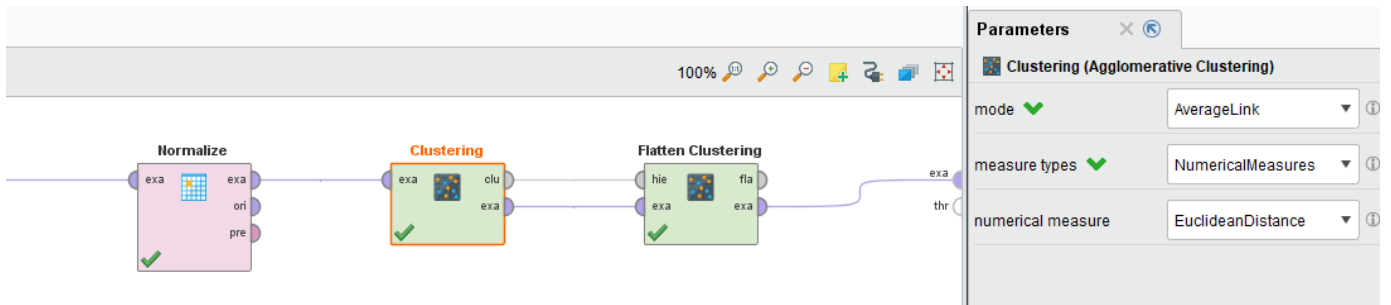 Parameters
100%
Clustering (Agglomerative Clustering)
mode
AverageLink
measure types
NumericalMeasures
numerical measure
EuclideanDistance
Normalize
exa
exa
ori
pre
Clustering
exa
clu
exa
Flatten Clustering
hie
fla
exa
exa
exa
thr